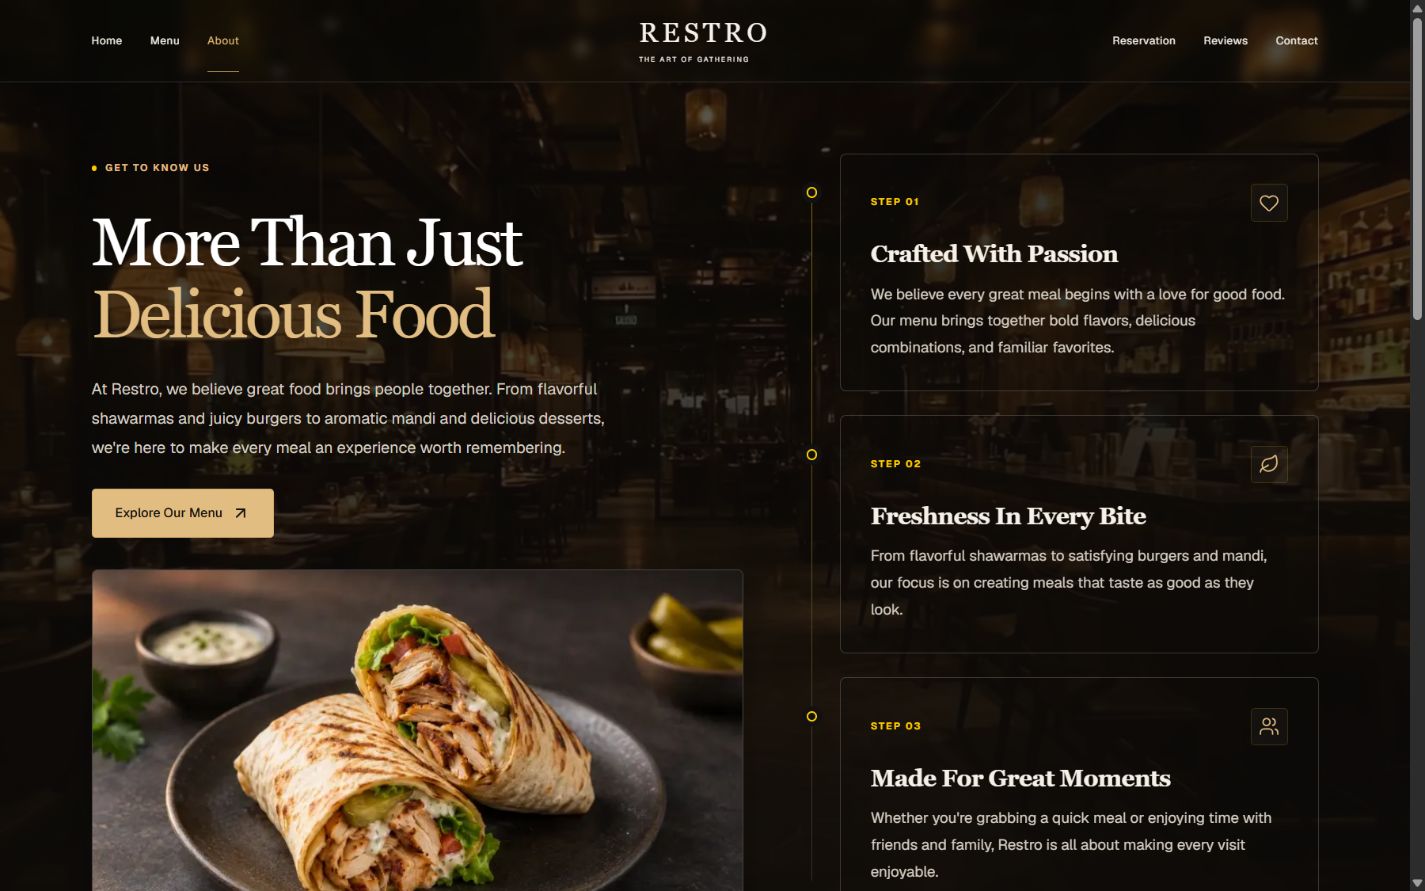 Home
Menu
About
RESTRO
THE ART OF GATHERING
Reservation
Reviews
Contact
GET TO KNOW US
More Than Just
Delicious Food
At Restro, we believe great food brings people together. From flavorful
shawarmas and juicy burgers to aromatic mandi and delicious desserts,
we're here to make every meal an experience worth remembering.
Explore Our Menu
STEP 01
Crafted With Passion
We believe every great meal begins with a love for good food.
Our menu brings together bold flavors, delicious
combinations, and familiar favorites.
STEP 02
Freshness In Every Bite
From flavorful shawarmas to satisfying burgers and mandi,
our focus is on creating meals that taste as good as they
look.
STEP 03
Made For Great Moments
Whether you're grabbing a quick meal or enjoying time with
friends and family, Restro is all about making every visit
enjoyable.